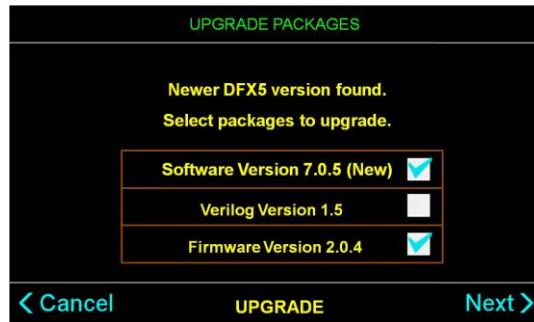 UPGRADE PACKAGES
Newer DFX5 version found.
Select packages to upgrade.
Software Version 7.0.5 (New)
Verilog Version 1.5
Firmware Version 2.0.4
Cancel UPGRADE Next